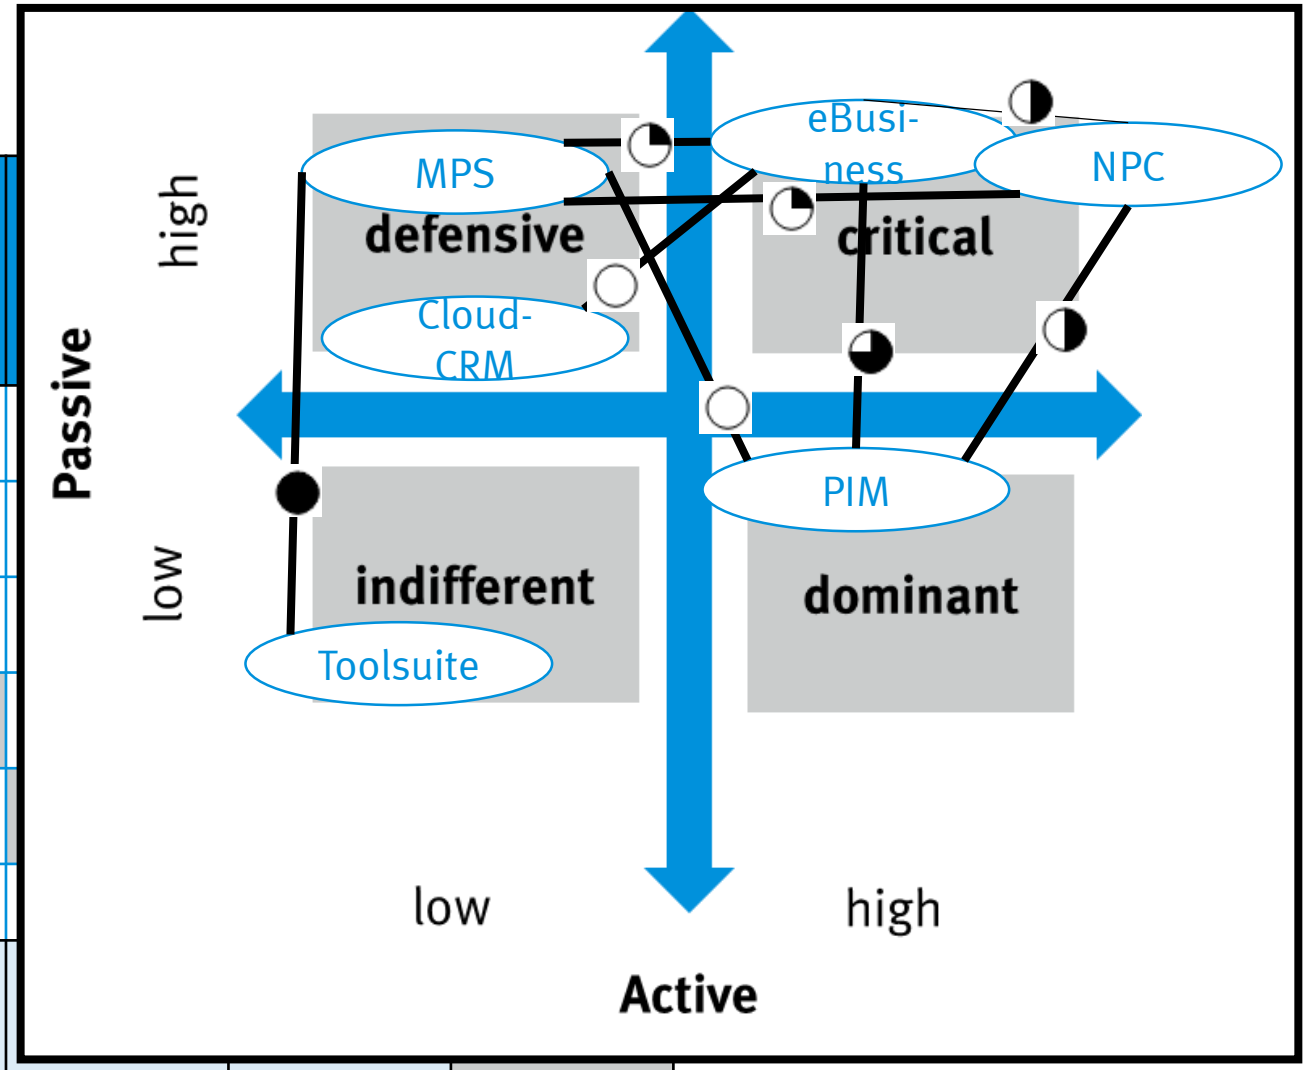 eBusi-
ness
MPS
NPC
high
defensive
critical
Cloud-
CRM
Passive
PIM
low
indifferent
dominant
Toolsuite
low
high
Active